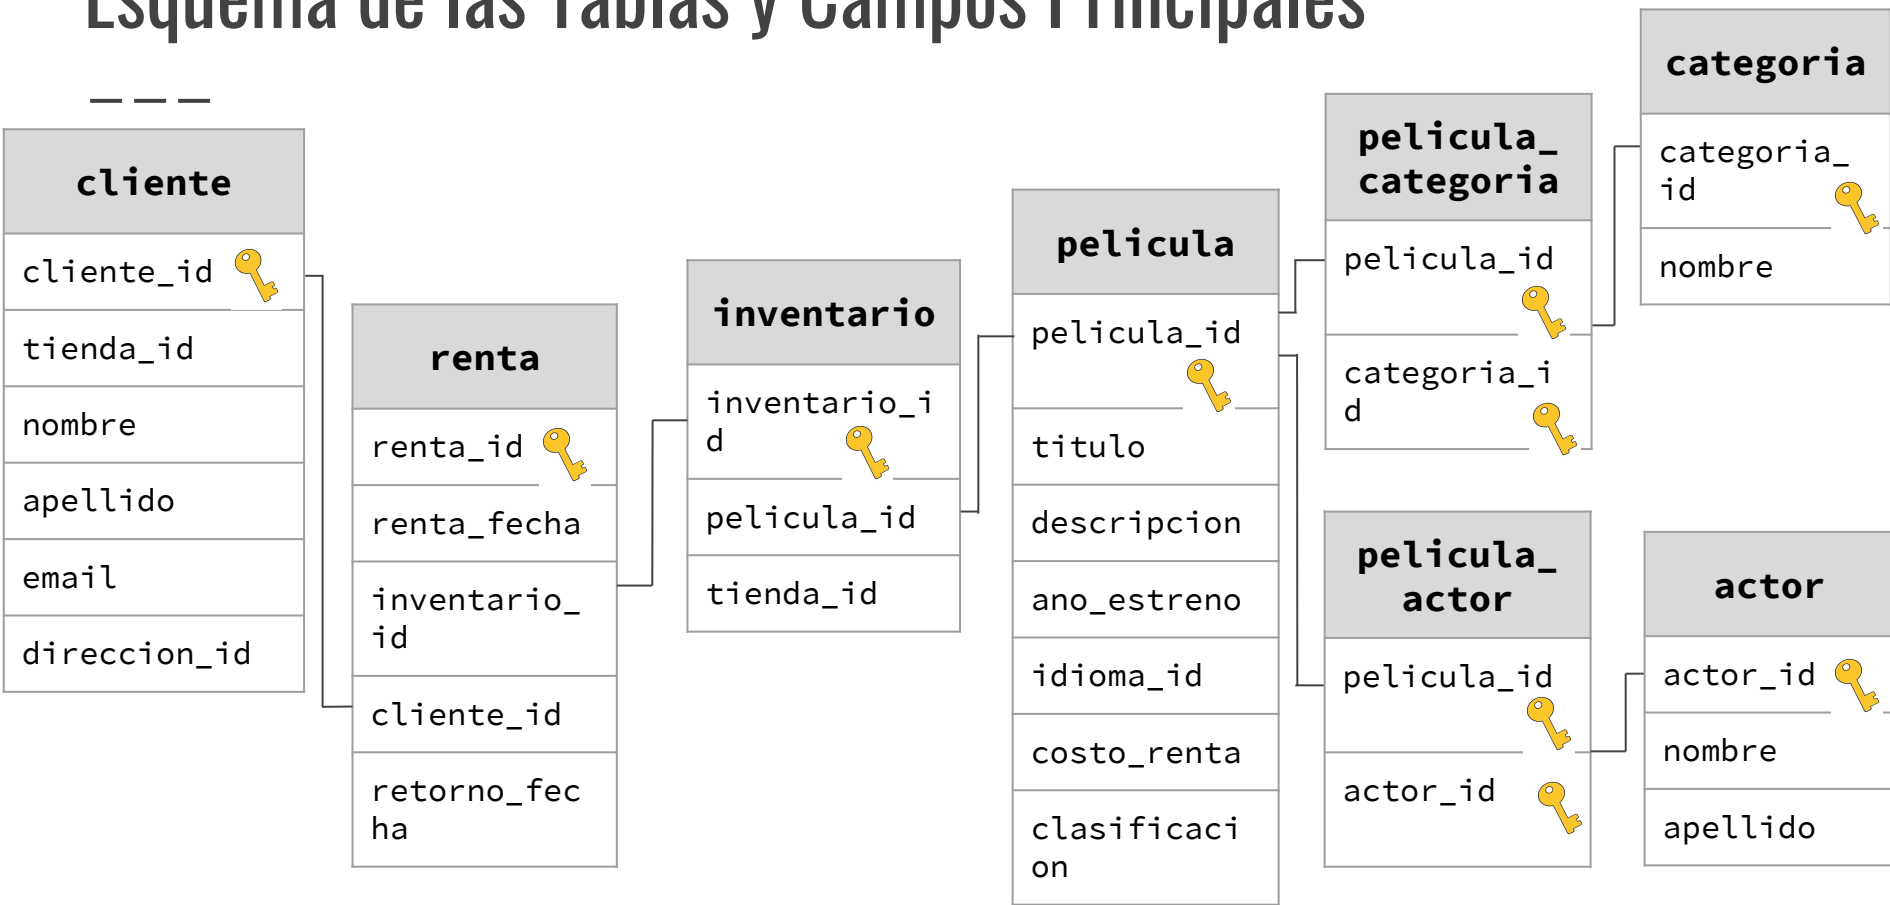 Esquema de las Tablas y Campos Principales
cliente
cliente_id
tienda_id
nombre
apellido
email
direccion_id
renta
renta_id
renta_fecha
inventario_
id
cliente_id
retorno_fec
ha
inventario
inventario_i
d
pelicula_id
tienda_id
pelicula
pelicula_id
titulo
descripcion
ano_estreno
idioma_id
costo_renta
clasificaci
on
pelicula_
categoria
pelicula_id
categoria_i
d
categoria
categoria_
id
nombre
pelicula_
actor
pelicula_id
actor_id
actor
actor_id
nombre
apellido